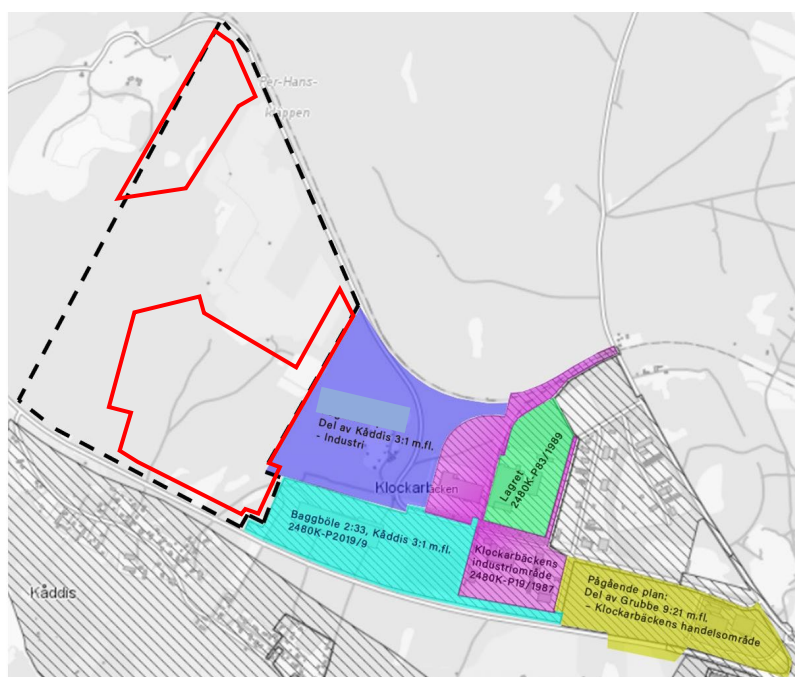 Per-Hans-
klappen
Del av Kåddis 3:1 m.fl.
- Industri
Klockarbäcken
Lagret
2480K-P83/1989
Baggböle 2:33, Kåddis 3:1 m.fl.
2480K-P2019/9
Klockarbäckens
industriområde
2480K-P19/1987
Pågående plan:
Del av Grubbe 9:21 m.fl.
- Klockarbäckens handelsområde
Kåddis